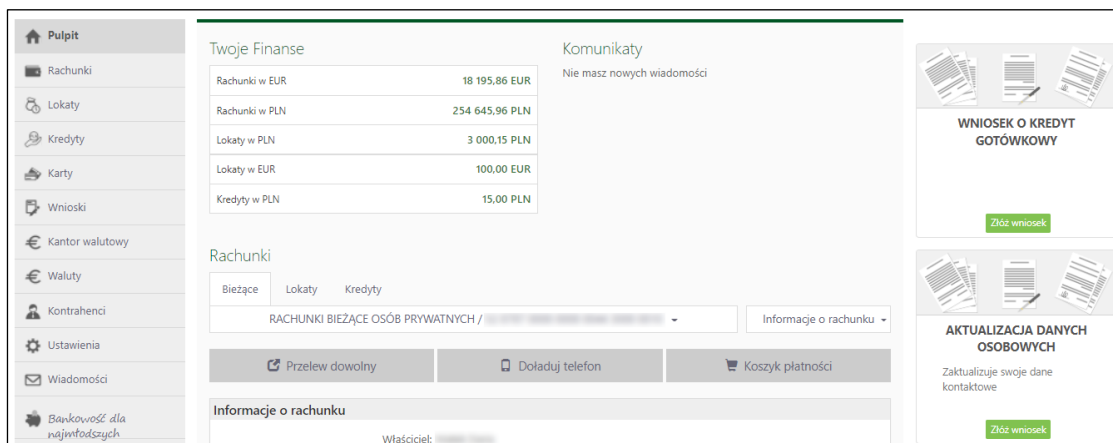 Pulpit
Rachunki
Lokaty
Kredyty
Karty
Wnioski
Kantor walutowy
Waluty
Kontrahenci
Ustawienia
Wiadomości
Bankowość dla
najmłodszych
Twoje Finanse
Rachunki w EUR 18 195,86 EUR
Rachunki w PLN 254 645,96 PLN
Lokaty w PLN 3 000,15 PLN
Lokaty w EUR 100,00 EUR
Kredyty w PLN 15,00 PLN
Komunikaty
Nie masz nowych wiadomości
Rachunki
Bieżące Lokaty Kredyty
RACHUNKI BIEŻĄCE OSÓB PRYWATNYCH /
Informacje o rachunku
Przelew dowolny Doładuj telefon Koszyk płatności
Informacje o rachunku
Właściciel:
WNIOSEK O KREDYT
GOTÓWKOWY
Złóż wniosek
AKTUALIZACJA DANYCH
OSOBOWYCH
Zaktualizuje swoje dane
kontaktowe
Złóż wniosek